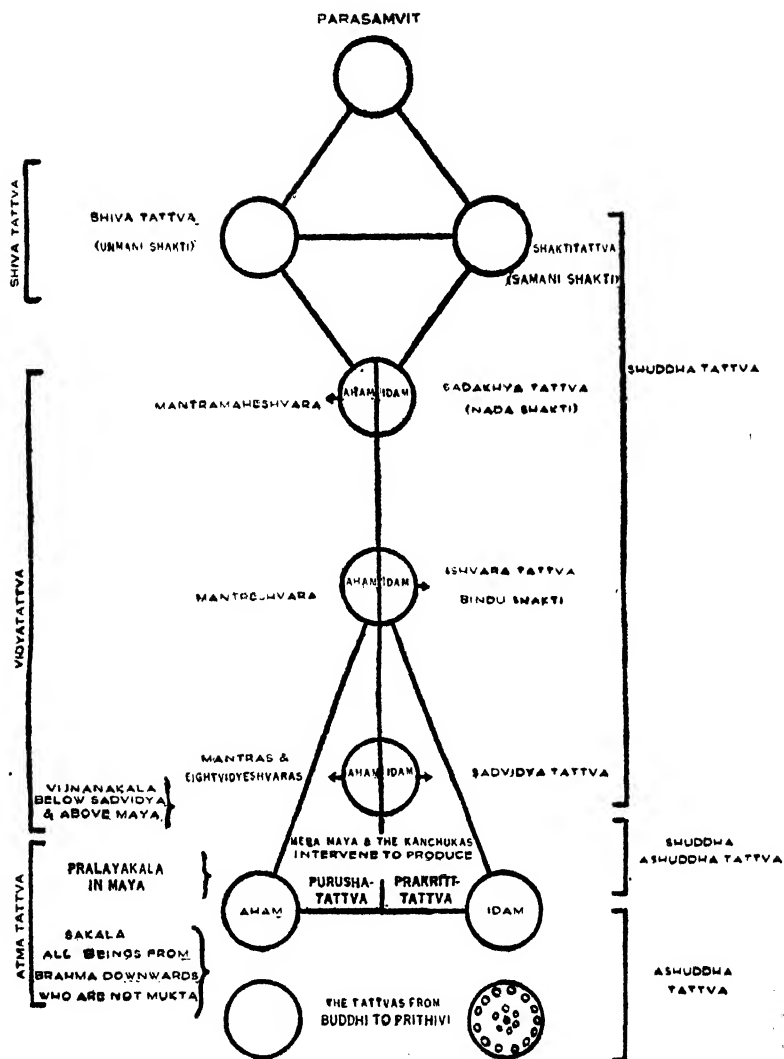 PARASAMVIT
SHIVA TATTVA
SHIVA TATTVA
(UNMANI SHAKTI)
SHAKTITATTVA
(SAMANI SHAKTI)
SHUDDHA TATTVA
MANTRAMAHESHVARA
AHAM IDAM
SADAKHYA TATTVA
(NADA SHAKTI)
VIDYATATTVA
MANTRESHVARA
AHAM IDAM
ISHVARA TATTVA
BINDU SHAKTI
MANTRAS &
EIGHTVIDYESHVARAS
AHAM IDAM
SADVIDYA TATTVA
VIJNANAKALA
BELOW SADVIDYA
& ABOVE MAYA
HERE MAYA & THE KANCHUKAS
INTERVENE TO PRODUCE
SHUDDHA
ASHUDDHA TATTVA
ATMA TATTVA
PRALAYAKALA
IN MAYA
AHAM
PURUSHA-
TATTVA
PRAKRITI-
TATTVA
IDAM
SAKALA
ALL BEINGS FROM
BRAHMA DOWNWARDS
WHO ARE NOT MUKTA
THE TATTVAS FROM
BUDDHI TO PRITHIVI
ASHUDDHA
TATTVA